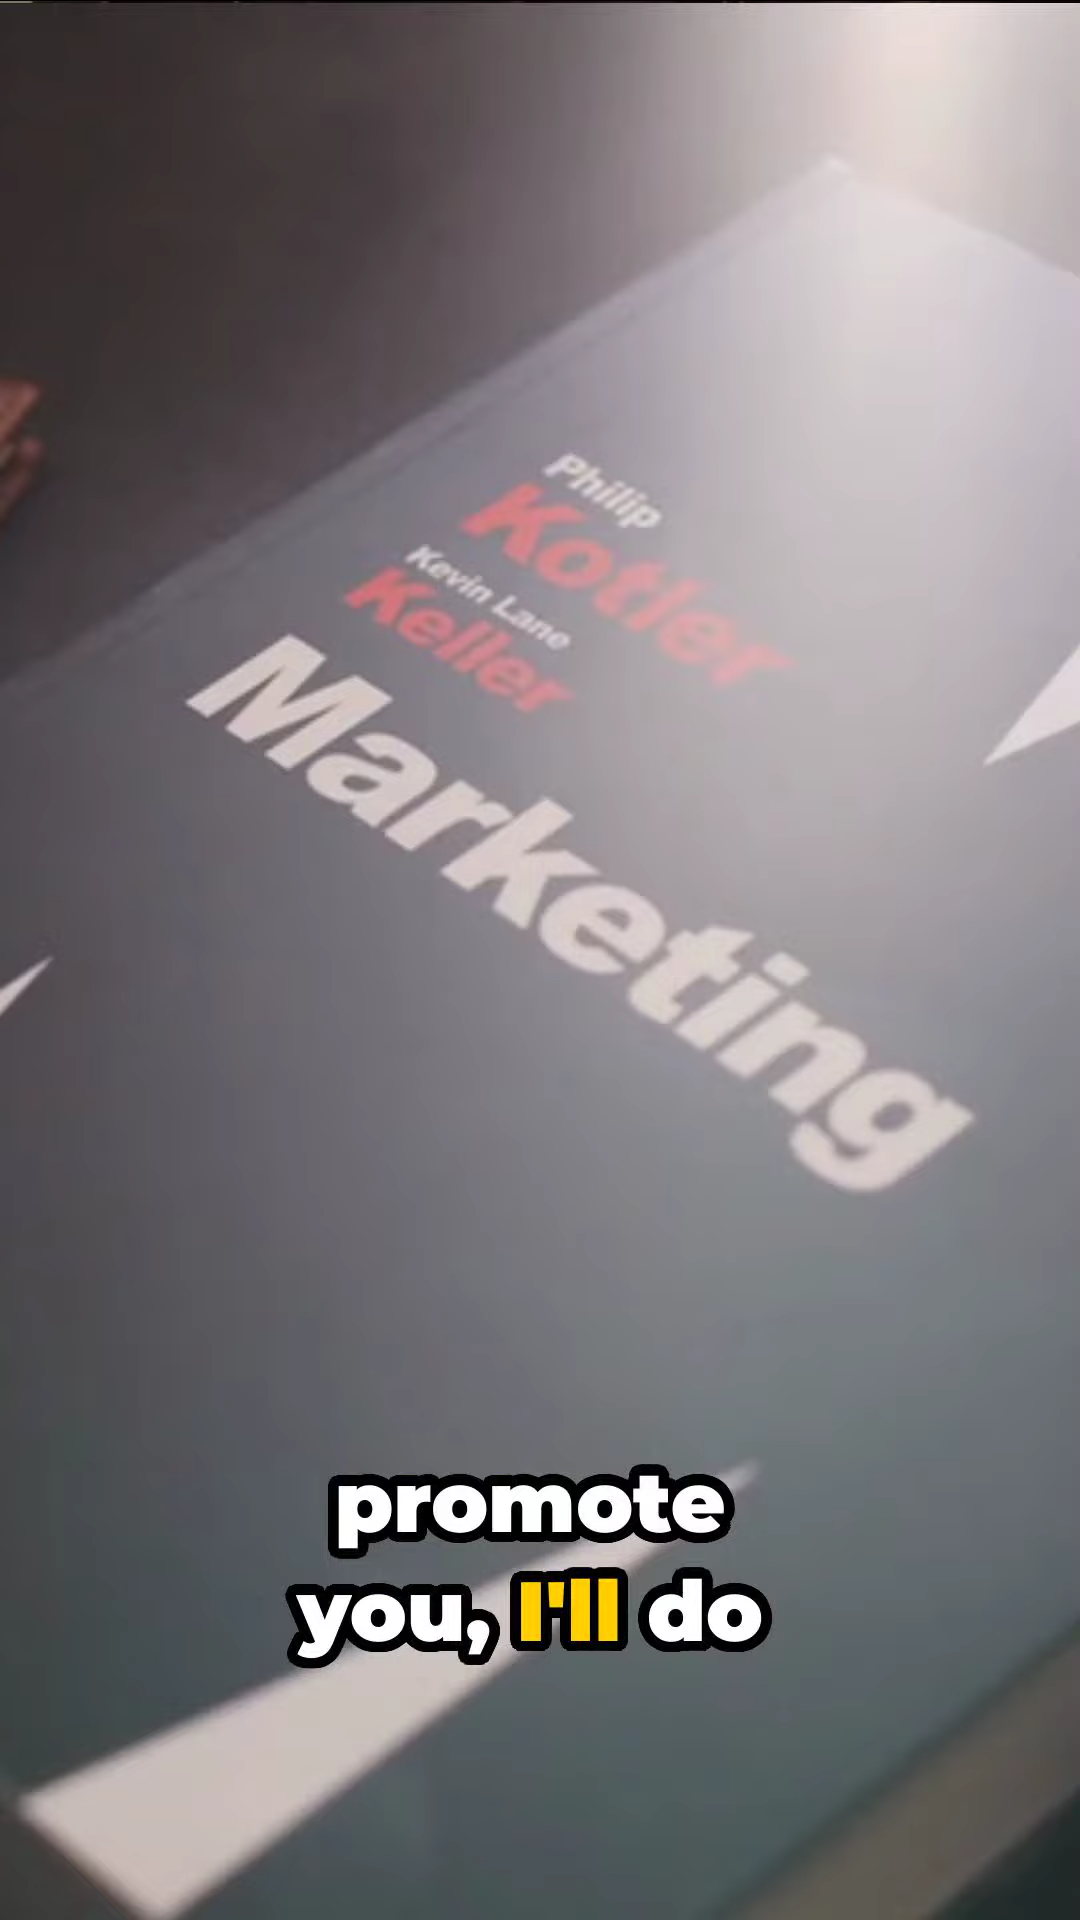 Philip
Kotler
Kevin Lane
Keller
Marketing
promote
you, I'll do